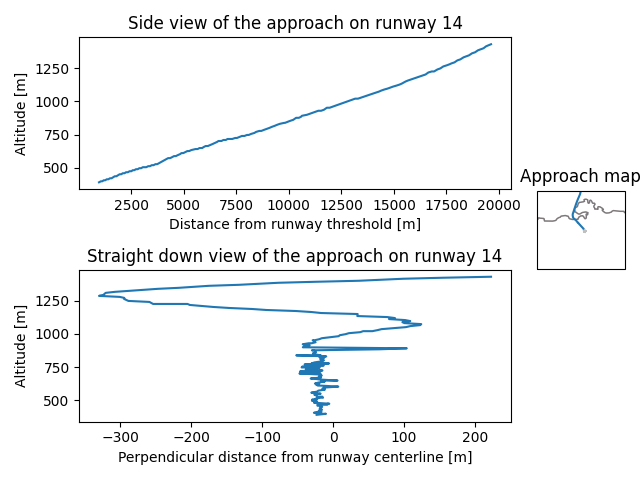 Side view of the approach on runway 14
Altitude [m]
1250
1000
750
500
2500 5000 7500 10000 12500 15000 17500 20000
Distance from runway threshold [m]
Approach map
Straight down view of the approach on runway 14
Altitude [m]
1250
1000
750
500
−300 −200 −100 0 100 200
Perpendicular distance from runway centerline [m]